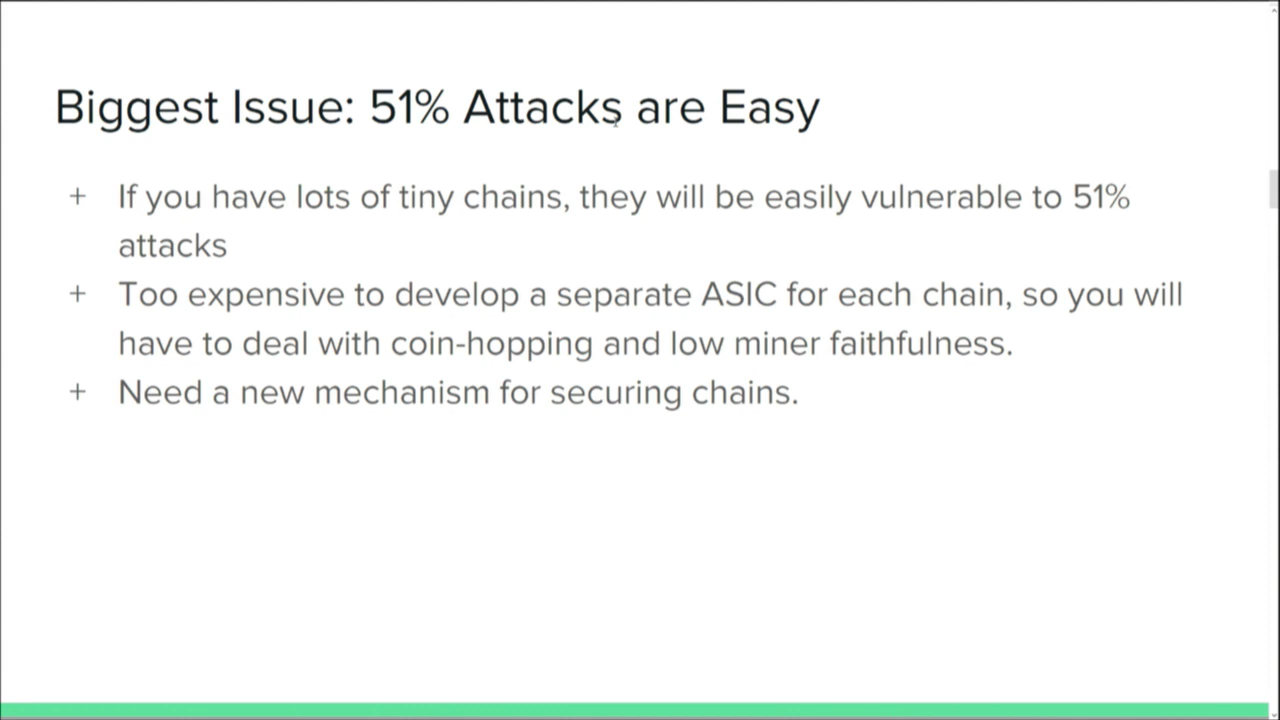 Biggest Issue: 51% Attacks are Easy
+ If you have lots of tiny chains, they will be easily vulnerable to 51%
attacks
+ Too expensive to develop a separate ASIC for each chain, so you will
have to deal with coin-hopping and low miner faithfulness.
+ Need a new mechanism for securing chains.